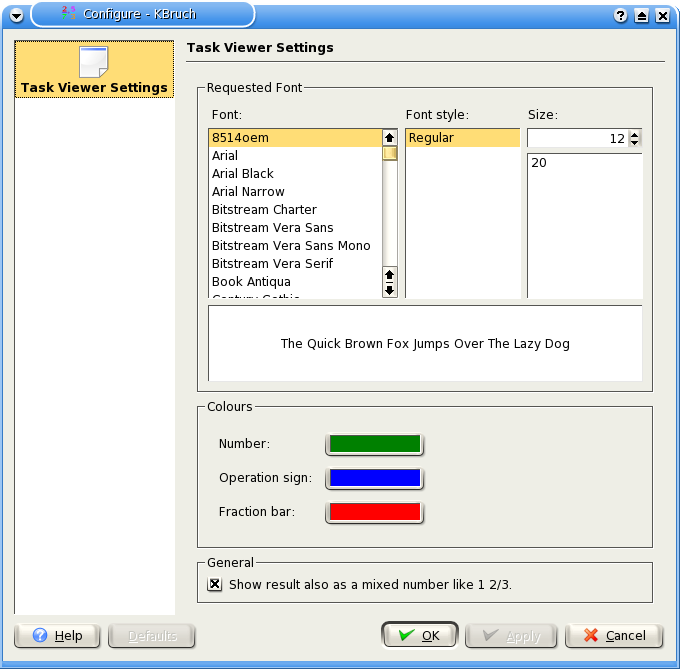 Configure - KBruch
Task Viewer Settings
Task Viewer Settings
Requested Font
Font:
Font style:
Size:
8514oem
Arial
Arial Black
Arial Narrow
Bitstream Charter
Bitstream Vera Sans
Bitstream Vera Sans Mono
Bitstream Vera Serif
Book Antiqua
Century Gothic
Regular
12
20
The Quick Brown Fox Jumps Over The Lazy Dog
Colours
Number:
Operation sign:
Fraction bar:
General
Show result also as a mixed number like 1 2/3.
Help
Defaults
OK
Apply
Cancel